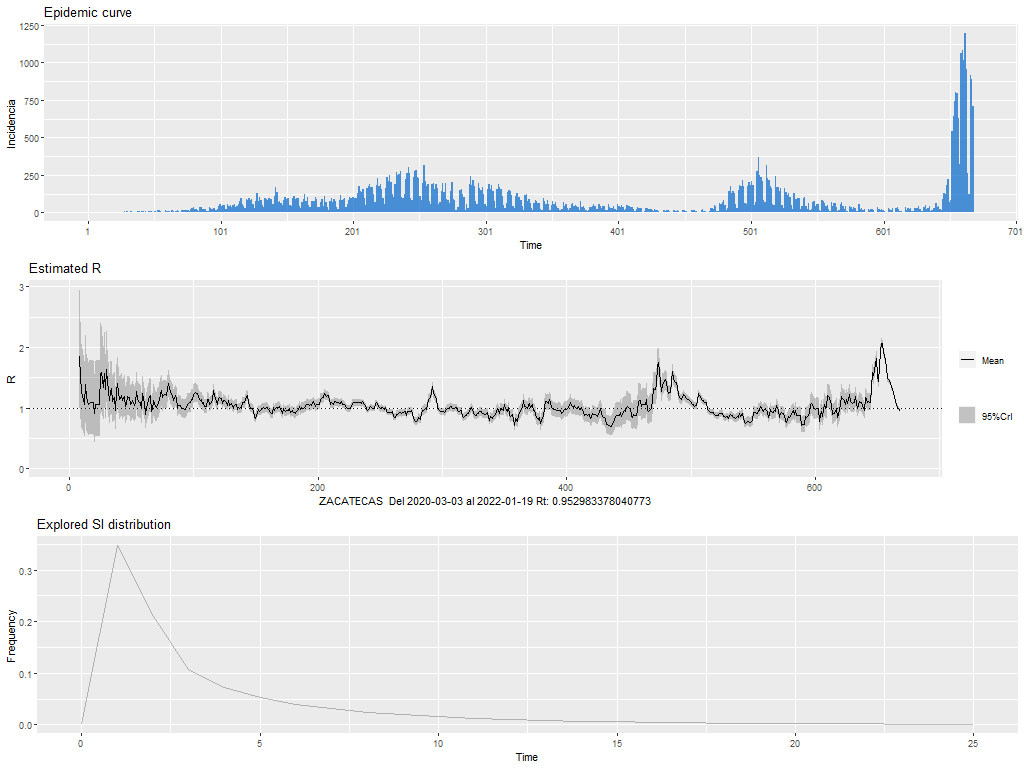 Epidemic curve
1250
1000
750
500
250
0
Incidencia
1 101 201 301 401 501 601 701
Time
Estimated R
3
2
1
0
R
Mean
95%CrI
0 200 400 600
ZACATECAS Del 2020-03-03 al 2022-01-19 Rt: 0.952983378040773
Explored SI distribution
0.3
0.2
0.1
0.0
Frequency
0 5 10 15 20 25
Time